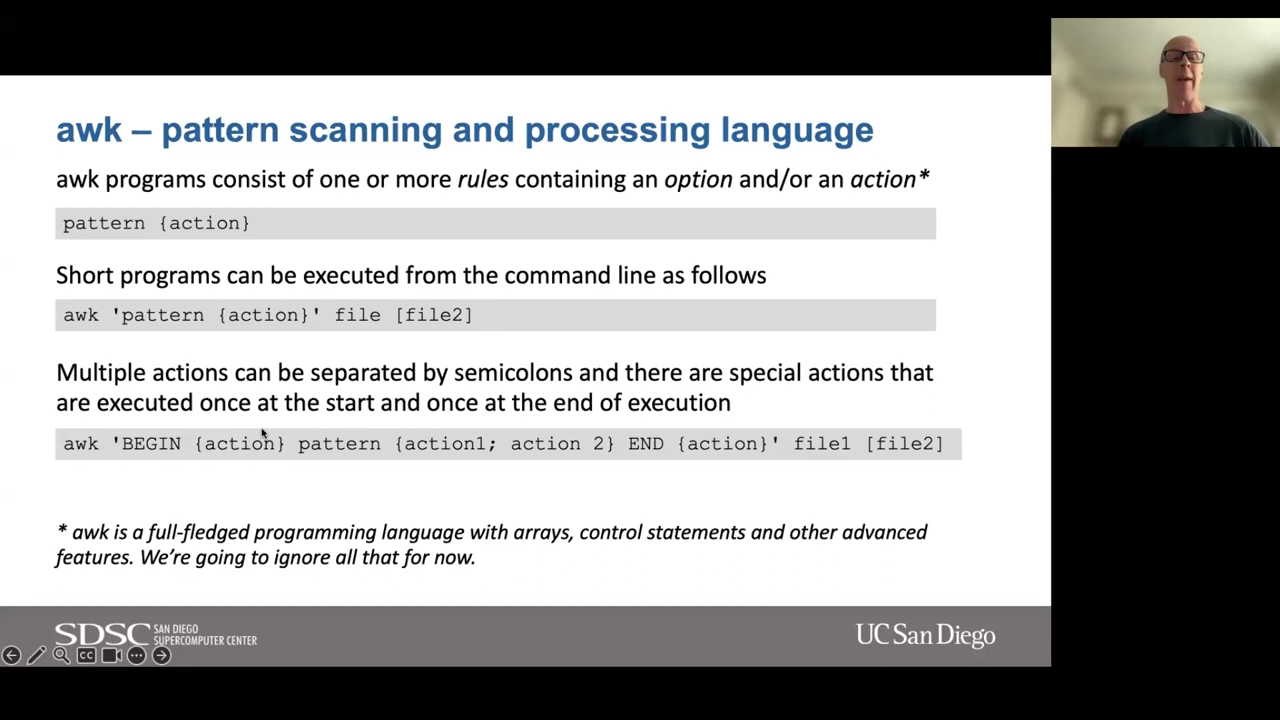 awk – pattern scanning and processing language
awk programs consist of one or more rules containing an option and/or an action*
pattern {action}
Short programs can be executed from the command line as follows
awk 'pattern {action}' file [file2]
Multiple actions can be separated by semicolons and there are special actions that
are executed once at the start and once at the end of execution
awk 'BEGIN {action} pattern {action1; action 2} END {action}' file1 [file2]
* awk is a full-fledged programming language with arrays, control statements and other advanced
features. We’re going to ignore all that for now.
SDSC SAN DIEGO
SUPERCOMPUTER CENTER
UC San Diego
CC